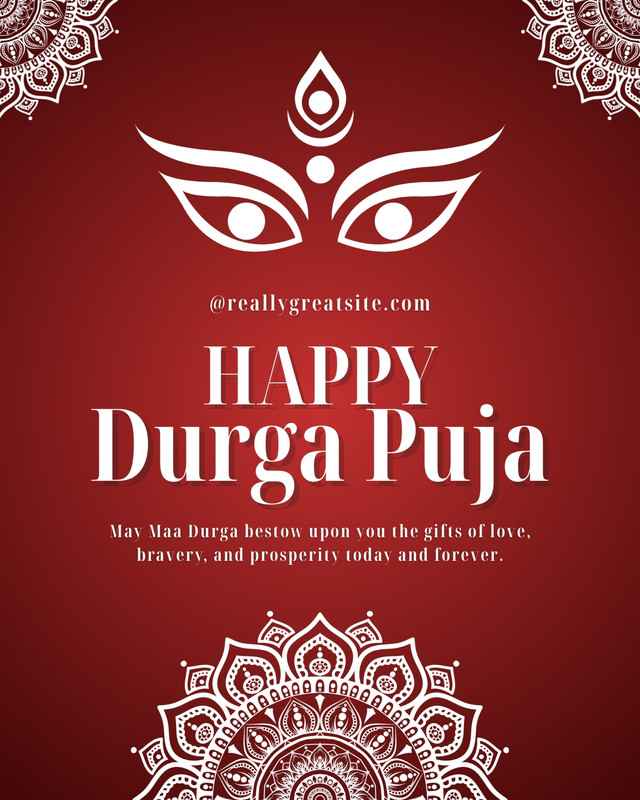 @reallygreatsite.com
HAPPY
Durga Puja
May Maa Durga bestow upon you the gifts of love,
bravery, and prosperity today and forever.